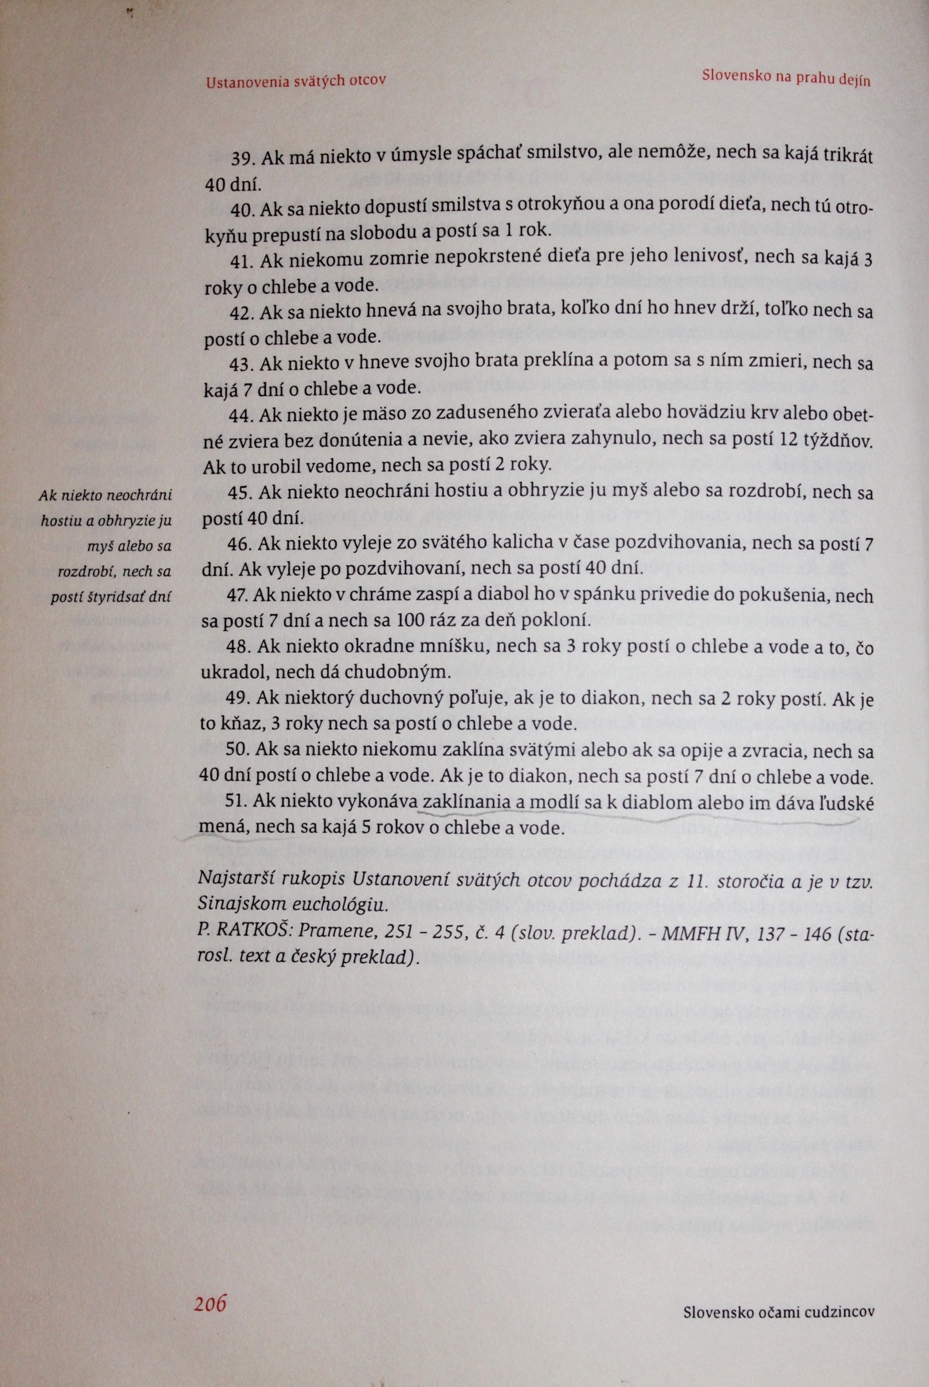 Ustanovenia svätých otcov
Slovensko na prahu dejín
39. Ak má niekto v úmysle spáchať smilstvo, ale nemôže, nech sa kajá trikrát
40 dní.
40. Ak sa niekto dopustí smilstva s otrokyňou a ona porodí dieťa, nech tú otro-
kyňu prepustí na slobodu a postí sa 1 rok.
41. Ak niekomu zomrie nepokrstené dieťa pre jeho lenivosť, nech sa kajá 3
roky o chlebe a vode.
42. Ak sa niekto hnevá na svojho brata, koľko dní ho hnev drží, toľko nech sa
postí o chlebe a vode.
43. Ak niekto v hneve svojho brata preklína a potom sa s ním zmieri, nech sa
kajá 7 dní o chlebe a vode.
44. Ak niekto je mäso zo zaduseného zvieraťa alebo hovädziu krv alebo obet-
né zviera bez donútenia a nevie, ako zviera zahynulo, nech sa postí 12 týždňov.
Ak to urobil vedome, nech sa postí 2 roky.
45. Ak niekto neochráni hostiu a obhryzie ju myš alebo sa rozdrobí, nech sa
postí 40 dní.
46. Ak niekto vyleje zo svätého kalicha v čase pozdvihovania, nech sa postí 7
dní. Ak vyleje po pozdvihovaní, nech sa postí 40 dní.
47. Ak niekto v chráme zaspí a diabol ho v spánku privedie do pokušenia, nech
sa postí 7 dní a nech sa 100 ráz za deň pokloní.
48. Ak niekto okradne mníšku, nech sa 3 roky postí o chlebe a vode a to, čo
ukradol, nech dá chudobným.
49. Ak niektorý duchovný poľuje, ak je to diakon, nech sa 2 roky postí. Ak je
to kňaz, 3 roky nech sa postí o chlebe a vode.
50. Ak sa niekto niekomu zaklína svätými alebo ak sa opije a zvracia, nech sa
40 dní postí o chlebe a vode. Ak je to diakon, nech sa postí 7 dní o chlebe a vode.
51. Ak niekto vykonáva zaklínania a modlí sa k diablom alebo im dáva ľudské
mená, nech sa kajá 5 rokov o chlebe a vode.
Ak niekto neochráni
hostiu a obhryzie ju
myš alebo sa
rozdrobí, nech sa
postí štyridsať dní
Najstarší rukopis Ustanovení svätých otcov pochádza z 11. storočia a je v tzv.
Sinajskom euchológiu.
P. RATKOŠ: Pramene, 251 – 255, č. 4 (slov. preklad). – MMFH IV, 137 – 146 (sta-
rosl. text a český preklad).
206
Slovensko očami cudzincov